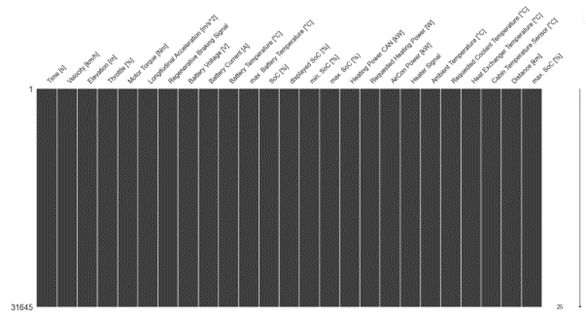 Time [s]
Velocity [km/h]
Elevation [m]
Throttle [%]
Motor Torque [Nm]
Longitudinal Acceleration [m/s^2]
Regenerative Braking Signal
Battery Voltage [V]
Battery Current [A]
Battery Temperature [°C]
max. Battery Temperature [°C]
SoC [%]
displayed SoC [%]
min. SoC [%]
max. SoC [%]
Heating Power CAN [kW]
Requested Heating Power [W]
AirCon Power [kW]
Heater Signal
Ambient Temperature [°C]
Requested Coolant Temperature [°C]
Heat Exchanger Temperature [°C]
Cabin Temperature Sensor [°C]
Distance [km]
max. SoC [%]
1
31645
25